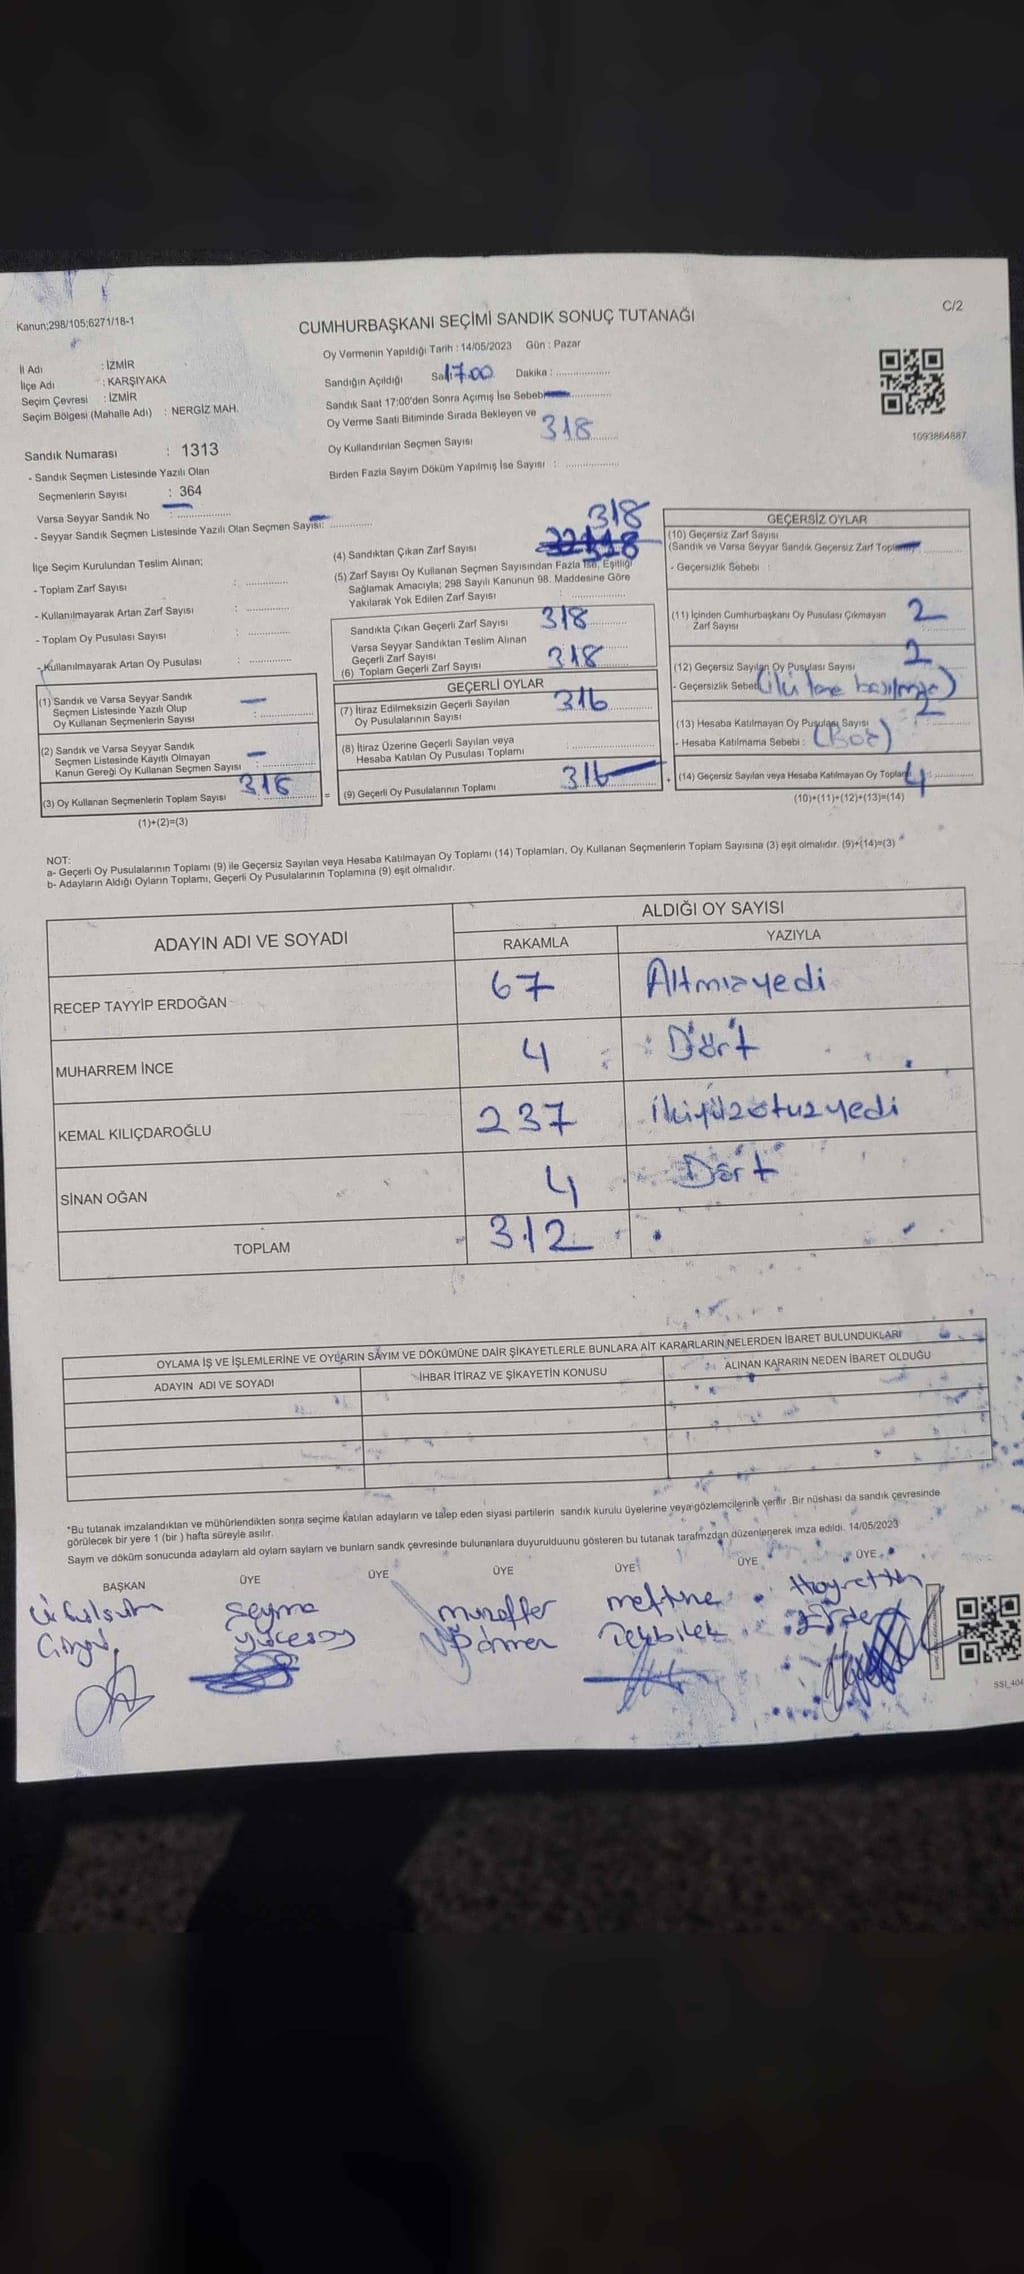 Kanun;298/105;6271/18-1
C/2
CUMHURBAŞKANI SEÇİMİ SANDIK SONUÇ TUTANAĞI
İl Adı : İZMİR
İlçe Adı : KARŞIYAKA
Seçim Çevresi : İZMİR
Seçim Bölgesi (Mahalle Adı) : NERGİZ MAH.
Sandık Numarası : 1313
- Sandık Seçmen Listesinde Yazılı Olan
Seçmenlerin Sayısı : 364
Varsa Seyyar Sandık No :
- Seyyar Sandık Seçmen Listesinde Yazılı Olan Seçmen Sayısı:
İlçe Seçim Kurulundan Teslim Alınan;
- Toplam Zarf Sayısı :
- Kullanılmayarak Artan Zarf Sayısı :
- Toplam Oy Pusulası Sayısı :
- Kullanılmayarak Artan Oy Pusulası :
(1) Sandık ve Varsa Seyyar Sandık
Seçmen Listesinde Yazılı Olup
Oy Kullanan Seçmenlerin Sayısı : —
(2) Sandık ve Varsa Seyyar Sandık
Seçmen Listesinde Kayıtlı Olmayan
Kanun Gereği Oy Kullanan Seçmen Sayısı : —
(3) Oy Kullanan Seçmenlerin Toplam Sayısı : 316
(1)+(2)=(3)
Oy Vermenin Yapıldığı Tarih : 14/05/2023 Gün : Pazar
Sandığın Açıldığı Saat 17.00 Dakika :
Sandık Saat 17:00'den Sonra Açımış İse Sebebi
Oy Verme Saati Bitiminde Sırada Bekleyen ve
Oy Kullandırılan Seçmen Sayısı 318
Birden Fazla Sayım Döküm Yapılmış İse Sayısı :
318
(4) Sandıktan Çıkan Zarf Sayısı
(5) Zarf Sayısı Oy Kullanan Seçmen Sayısından Fazla İse, Eşitliği
Sağlamak Amacıyla; 298 Sayılı Kanunun 98. Maddesine Göre
Yakılarak Yok Edilen Zarf Sayısı :
Sandıkta Çıkan Geçerli Zarf Sayısı 318
Varsa Seyyar Sandıktan Teslim Alınan
Geçerli Zarf Sayısı
(6) Toplam Geçerli Zarf Sayısı 318
GEÇERLİ OYLAR
(7) İtiraz Edilmeksizin Geçerli Sayılan
Oy Pusulalarının Sayısı 316
(8) İtiraz Üzerine Geçerli Sayılan veya
Hesaba Katılan Oy Pusulası Toplamı
(9) Geçerli Oy Pusulalarının Toplamı 316
1093864887
GEÇERSİZ OYLAR
(10) Geçersiz Zarf Sayısı
(Sandık ve Varsa Seyyar Sandık Geçersiz Zarf Toplamı)
- Geçersizlik Sebebi :
(11) İçinden Cumhurbaşkanı Oy Pusulası Çıkmayan
Zarf Sayısı : 2
(12) Geçersiz Sayılan Oy Pusulası Sayısı 2
- Geçersizlik Sebebi
(13) Hesaba Katılmayan Oy Pusulası Sayısı 2
- Hesaba Katılmama Sebebi : (Boş)
(14) Geçersiz Sayılan veya Hesaba Katılmayan Oy Toplamı : 4
(10)+(11)+(12)+(13)=(14)
NOT:
a- Geçerli Oy Pusulalarının Toplamı (9) ile Geçersiz Sayılan veya Hesaba Katılmayan Oy Toplamı (14) Toplamları, Oy Kullanan Seçmenlerin Toplam Sayısına (3) eşit olmalıdır. (9)+(14)=(3)
b- Adayların Aldığı Oyların Toplamı, Geçerli Oy Pusulalarının Toplamına (9) eşit olmalıdır.
ADAYIN ADI VE SOYADI ALDIĞI OY SAYISI
RAKAMLA YAZIYLA
RECEP TAYYİP ERDOĞAN 67 Altmışyedi
MUHARREM İNCE 4 Dört
KEMAL KILIÇDAROĞLU 237 ikiyüzotuzyedi
SİNAN OĞAN 4 Dört
TOPLAM 312
OYLAMA İŞ VE İŞLEMLERİNE VE OYLARIN SAYIM VE DÖKÜMÜNE DAİR ŞİKAYETLERLE BUNLARA AİT KARARLARIN NELERDEN İBARET BULUNDUKLARI
ADAYIN ADI VE SOYADI İHBAR İTİRAZ VE ŞİKAYETİN KONUSU ALINAN KARARIN NEDEN İBARET OLDUĞU
*Bu tutanak imzalandıktan ve mühürlendikten sonra seçime katılan adayların ve talep eden siyasi partilerin sandık kurulu üyelerine veya gözlemcilerine verilir .Bir nüshası da sandık çevresinde
görülecek bir yere 1 (bir ) hafta süreyle asılır.
Sayım ve döküm sonucunda adayların ald oyların sayları ve bunların sandk çevresinde bulunanlara duyurulduunu gösteren bu tutanak tarafmzdan düzenlenerek imza edildi. 14/05/2023
BAŞKAN ÜYE ÜYE ÜYE ÜYE ÜYE ÜYE
Seyma Muzaffer Meftune Hayrettin
Dönmez Tekbilek
SSI_404